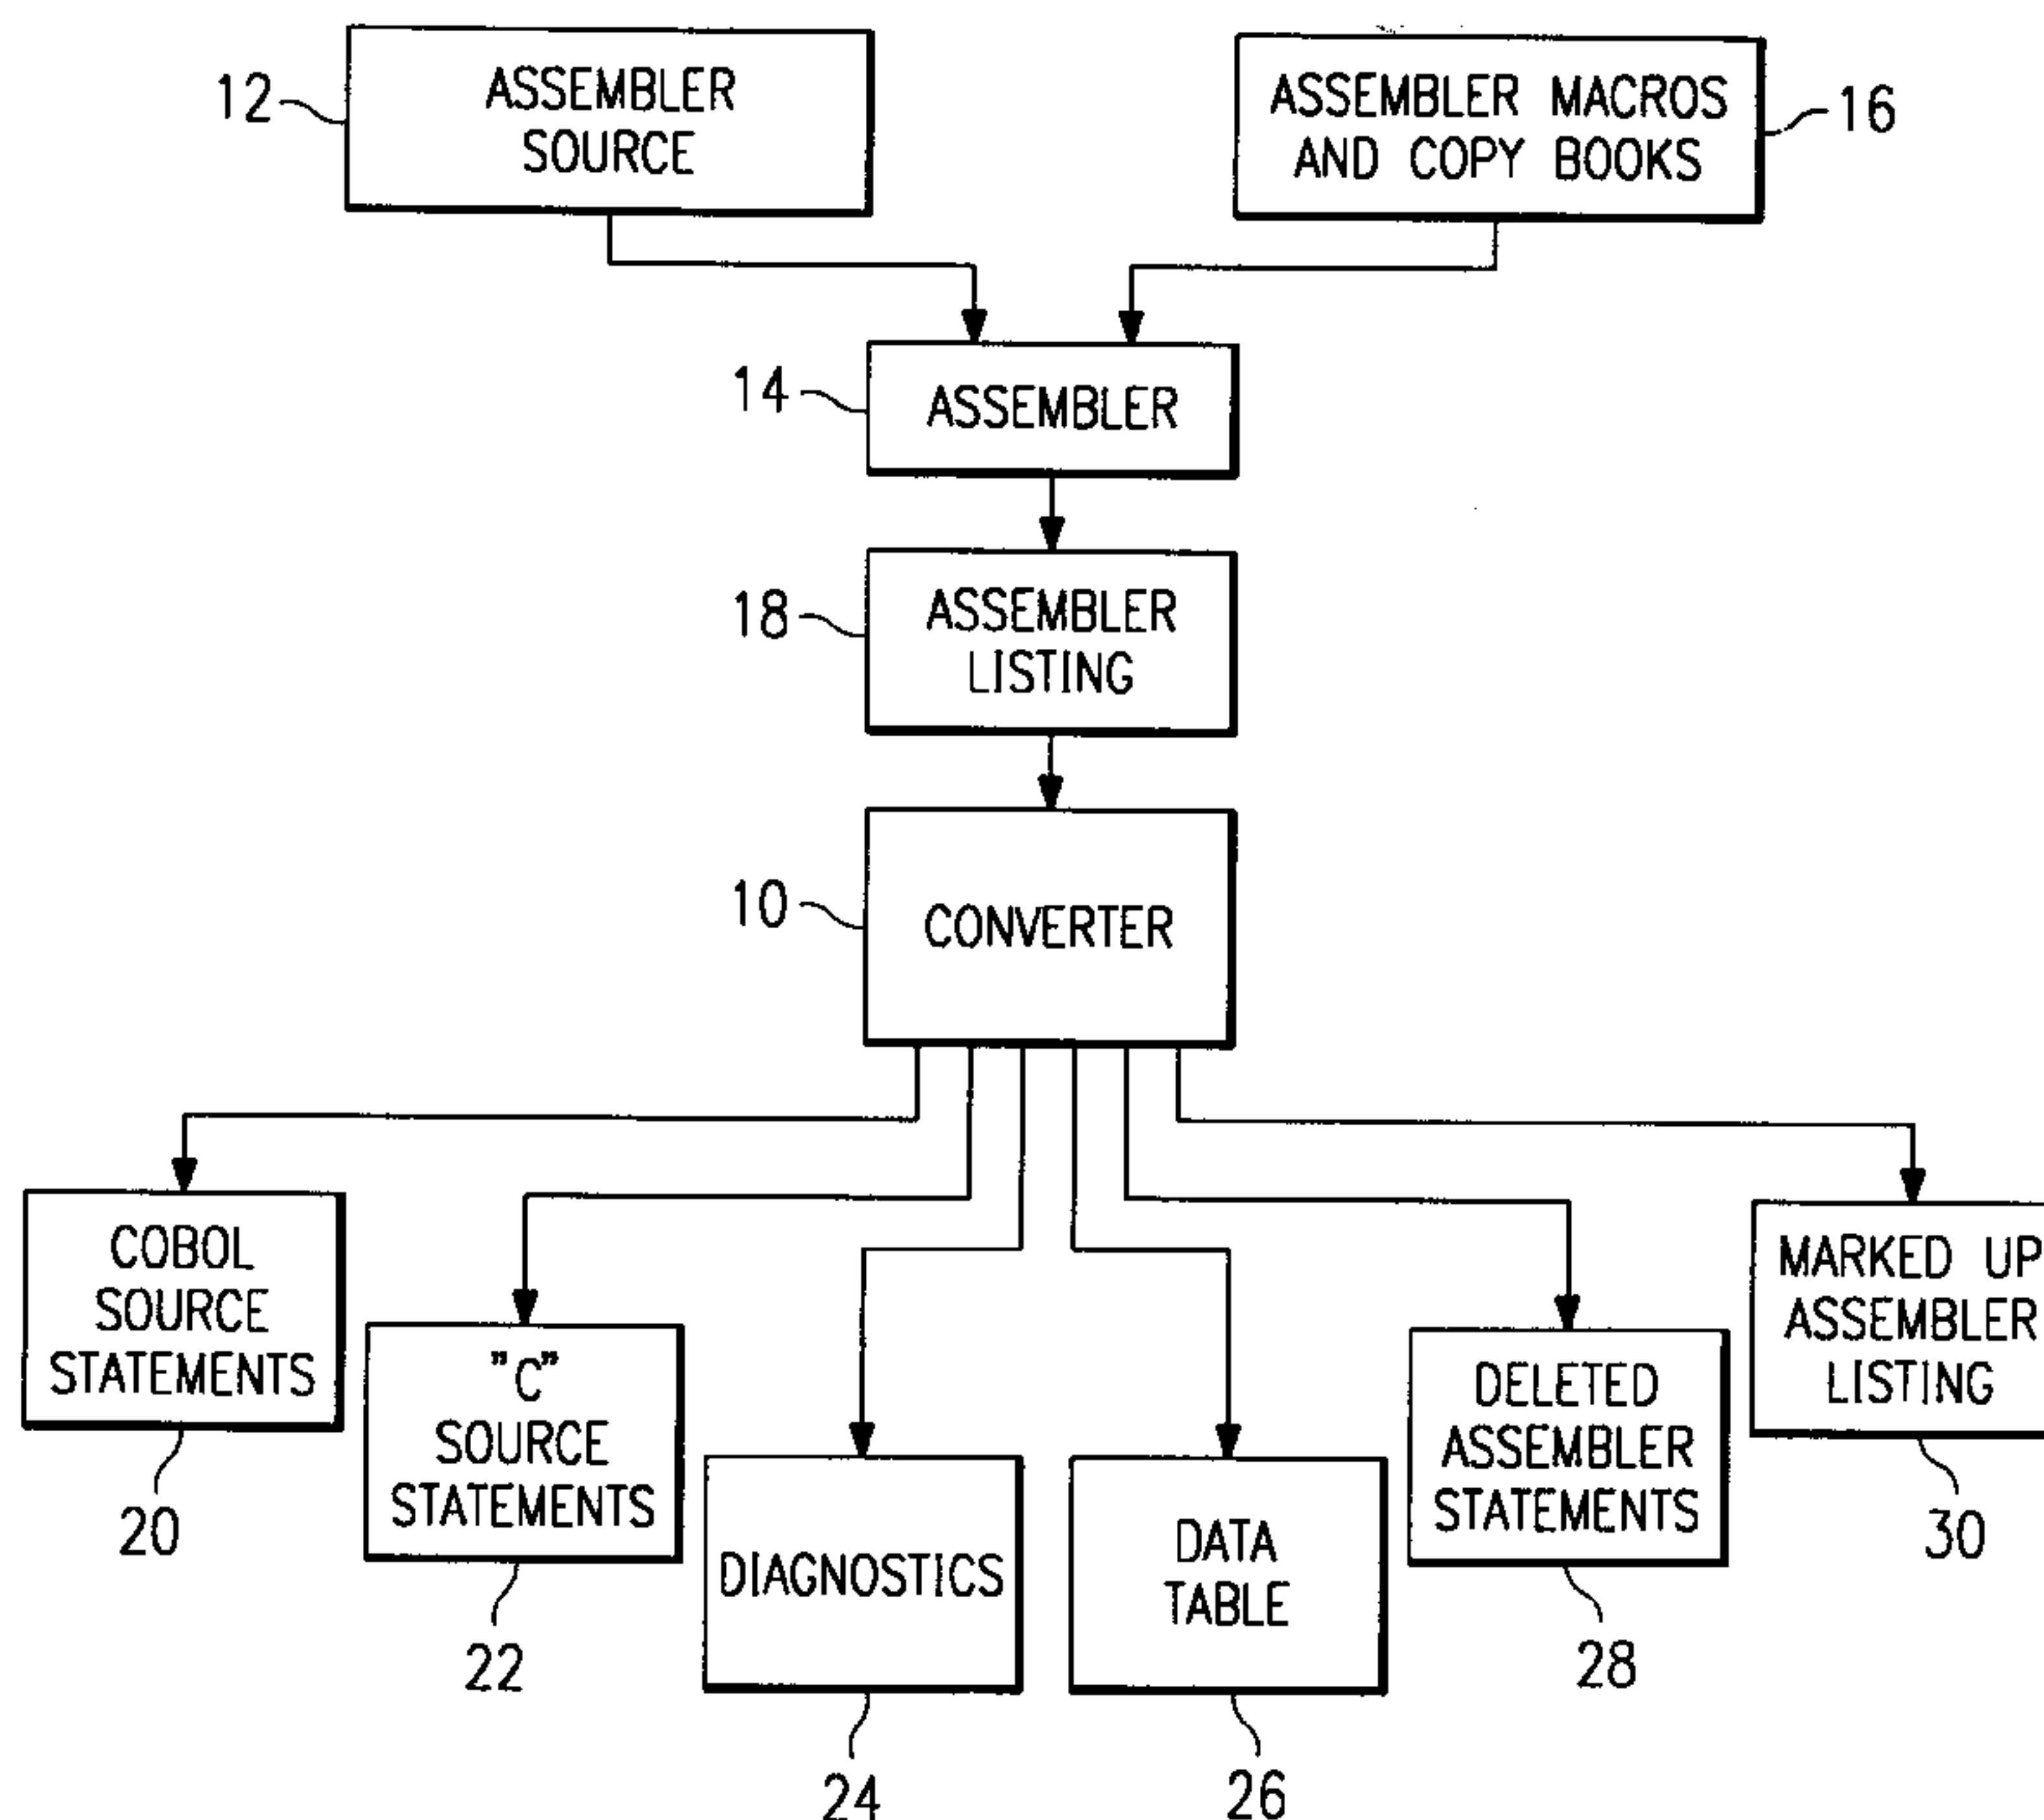 12
ASSEMBLER
SOURCE
ASSEMBLER MACROS
AND COPY BOOKS
16
14
ASSEMBLER
18
ASSEMBLER
LISTING
10
CONVERTER
COBOL
SOURCE
STATEMENTS
20
"C"
SOURCE
STATEMENTS
22
DIAGNOSTICS
24
DATA
TABLE
26
DELETED
ASSEMBLER
STATEMENTS
28
MARKED UP
ASSEMBLER
LISTING
30